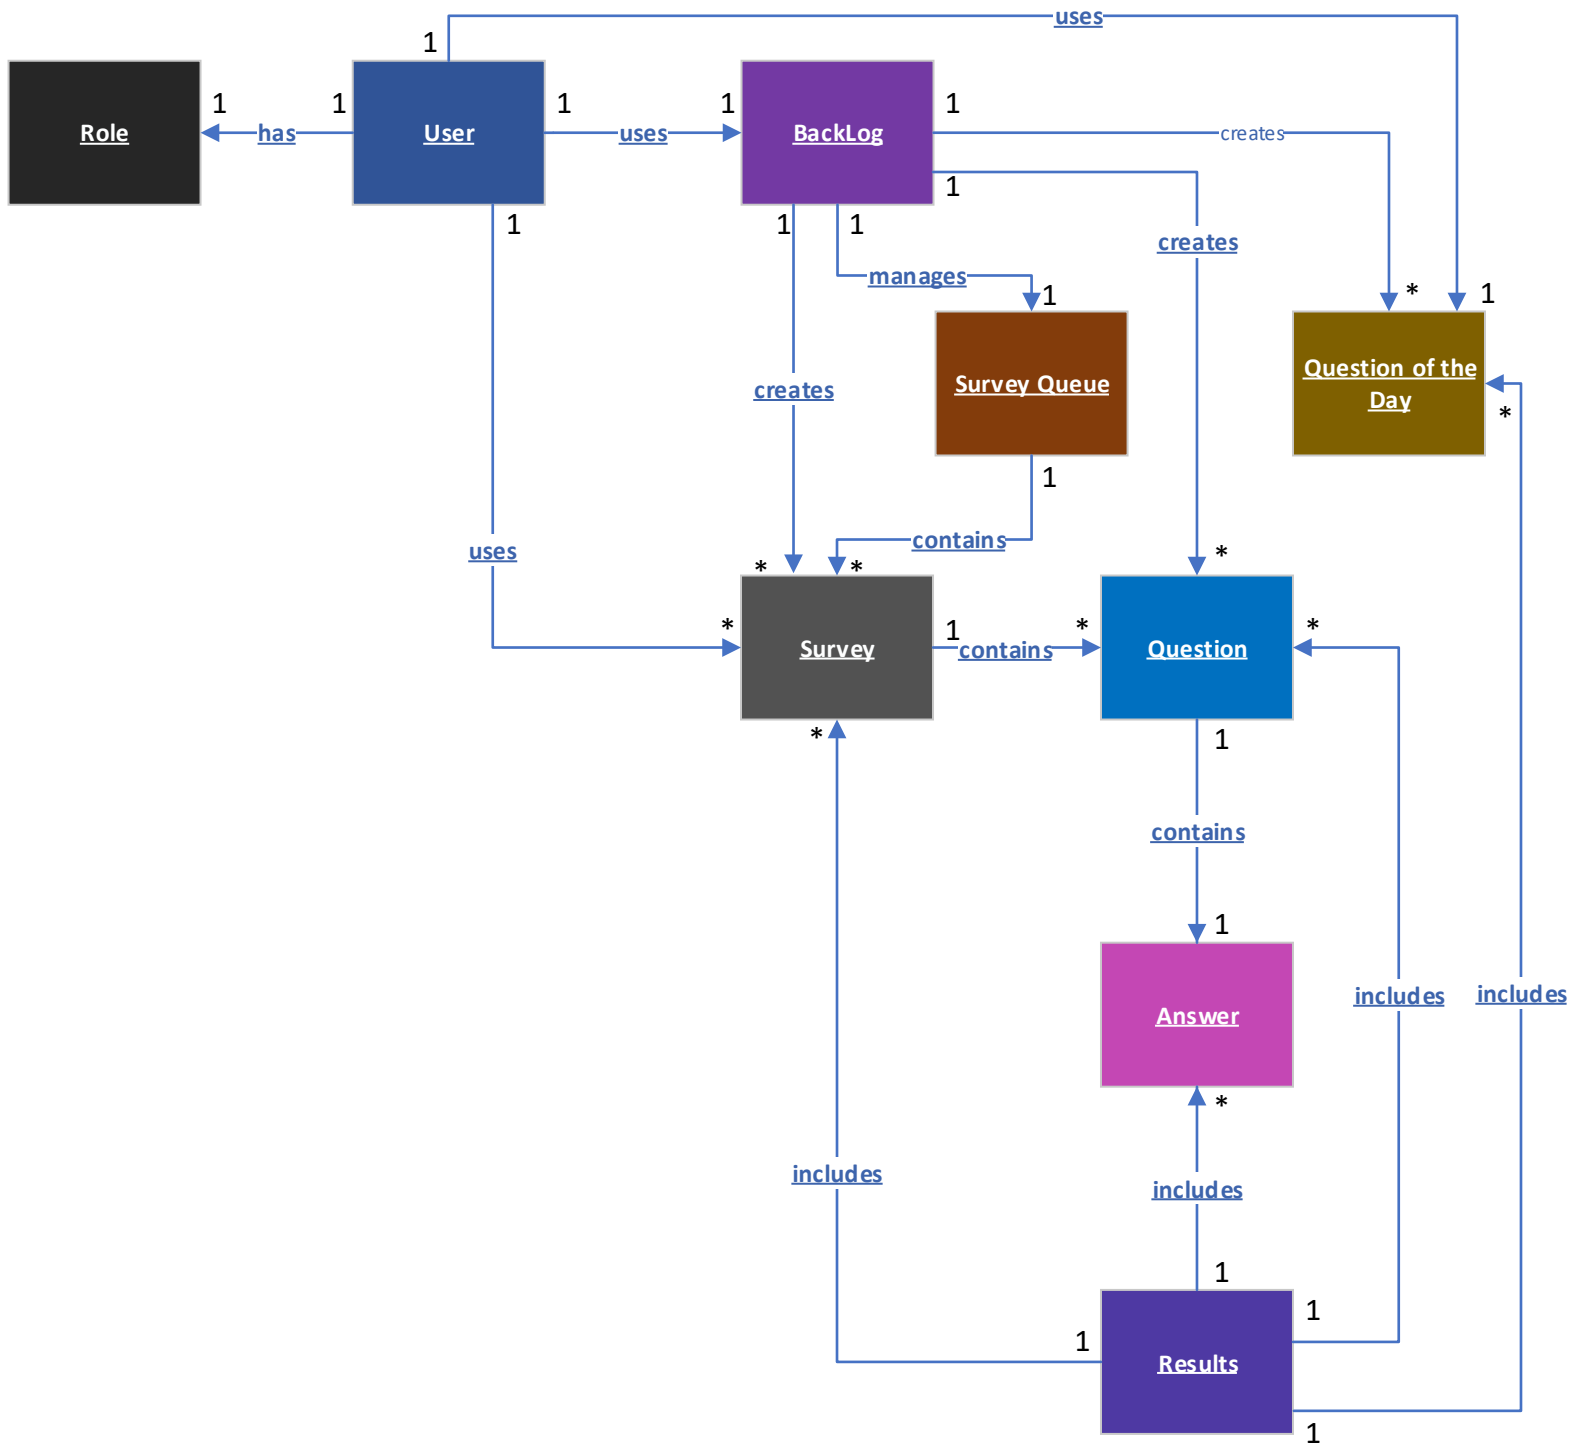 uses
1
1
1
1
1
1
Role
has
User
uses
BackLog
creates
1
1
1
1
creates
manages
1
*
1
Survey Queue
Question of the
Day
creates
*
1
contains
uses
*
*
*
*
1
*
*
Survey
contains
Question
*
1
contains
1
includes
includes
Answer
*
includes
includes
1
1
1
Results
1